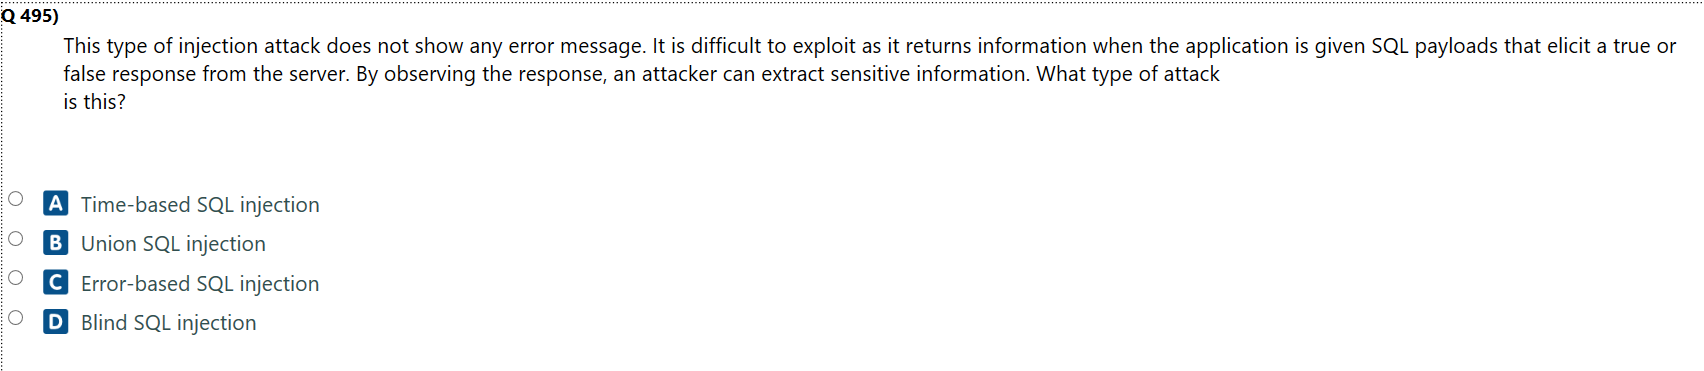 Q 495)
This type of injection attack does not show any error message. It is difficult to exploit as it returns information when the application is given SQL payloads that elicit a true or
false response from the server. By observing the response, an attacker can extract sensitive information. What type of attack
is this?
A Time-based SQL injection
B Union SQL injection
C Error-based SQL injection
D Blind SQL injection